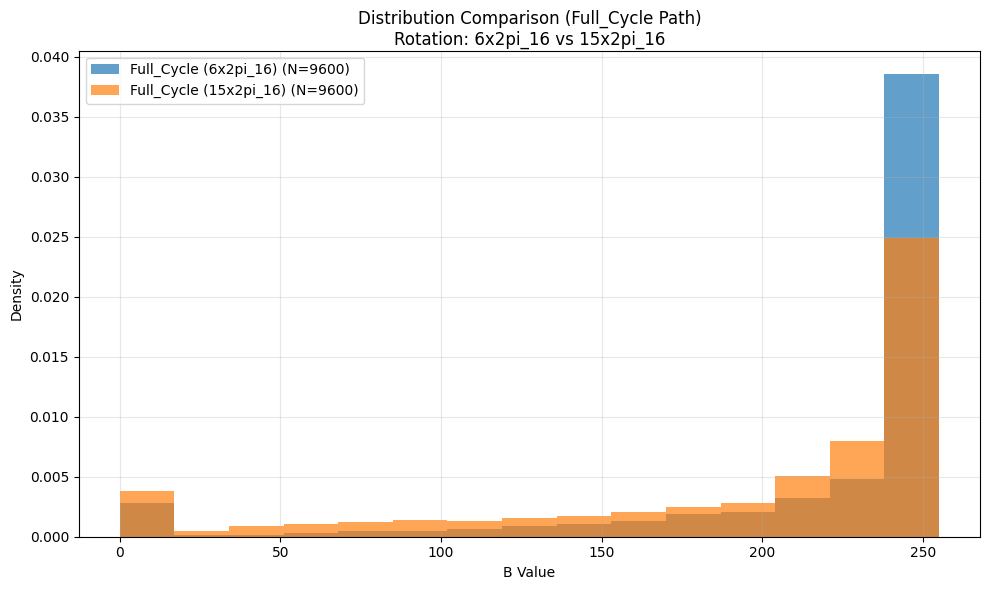 Distribution Comparison (Full_Cycle Path)
Rotation: 6x2pi_16 vs 15x2pi_16
Full_Cycle (6x2pi_16) (N=9600)
Full_Cycle (15x2pi_16) (N=9600)
0.040
0.035
0.030
0.025
0.020
0.015
0.010
0.005
0.000
Density
0 50 100 150 200 250
B Value